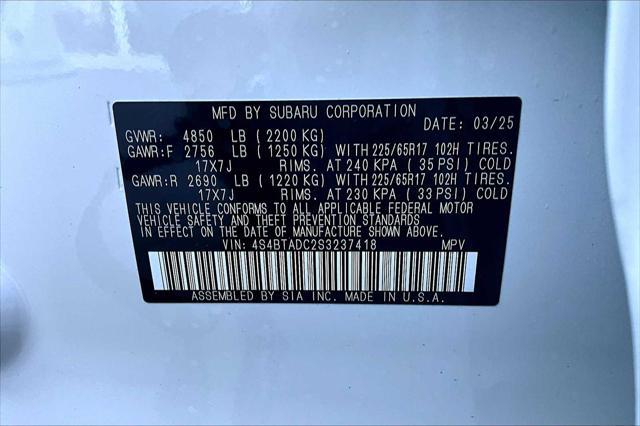 MFD BY SUBARU CORPORATION
DATE: 03/25
GVWR: 4850 LB (2200 KG)
GAWR:F 2756 LB (1250 KG) WITH 225/65R17 102H TIRES.
17X7J RIMS. AT 240 KPA (35 PSI) COLD
GAWR:R 2690 LB (1220 KG) WITH 225/65R17 102H TIRES.
17X7J RIMS. AT 230 KPA (33 PSI) COLD
THIS VEHICLE CONFORMS TO ALL APPLICABLE FEDERAL MOTOR
VEHICLE SAFETY AND THEFT PREVENTION STANDARDS
IN EFFECT ON THE DATE OF MANUFACTURE SHOWN ABOVE.
VIN: 4S4BTADC2S3237418 MPV
ASSEMBLED BY SIA INC. MADE IN U.S.A.